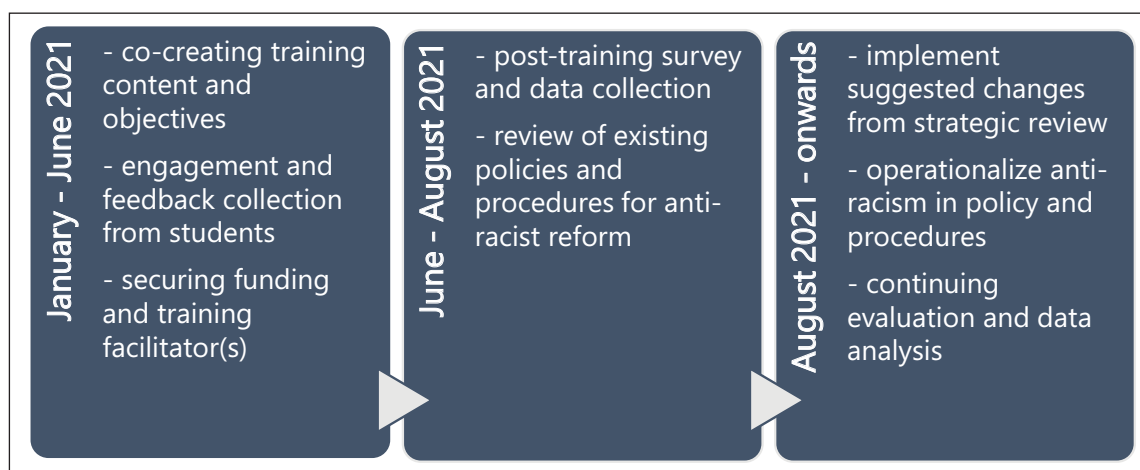 January - June 2021
- co-creating training
content and
objectives
- engagement and
feedback collection
from students
- securing funding
and training
facilitator(s)
June - August 2021
- post-training survey
and data collection
- review of existing
policies and
procedures for anti-
racist reform
August 2021 - onwards
- implement
suggested changes
from strategic review
- operationalize anti-
racism in policy and
procedures
- continuing
evaluation and data
analysis